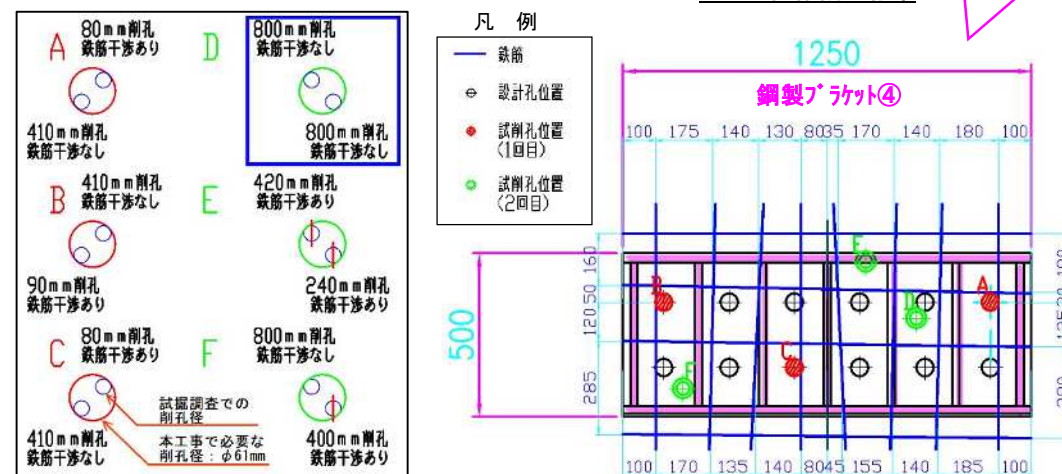 A
80mm削孔
鉄筋干渉あり
410mm削孔
鉄筋干渉なし
D
800mm削孔
鉄筋干渉なし
800mm削孔
鉄筋干渉なし
B
410mm削孔
鉄筋干渉なし
90mm削孔
鉄筋干渉あり
E
420mm削孔
鉄筋干渉あり
240mm削孔
鉄筋干渉あり
C
80mm削孔
鉄筋干渉あり
410mm削孔
鉄筋干渉なし
F
800mm削孔
鉄筋干渉なし
400mm削孔
鉄筋干渉あり
試掘調査での
削孔径
本工事で必要な
削孔径：φ61mm
凡 例
鉄筋
設計孔位置
試削孔位置
(1回目)
試削孔位置
(2回目)
1250
鋼製ブラケット④
100 175 140 130 80 35 170 140 180 100
500
160
150
120
285
B
A
D
C
100 170 135 140 80 45 155 140 185 100